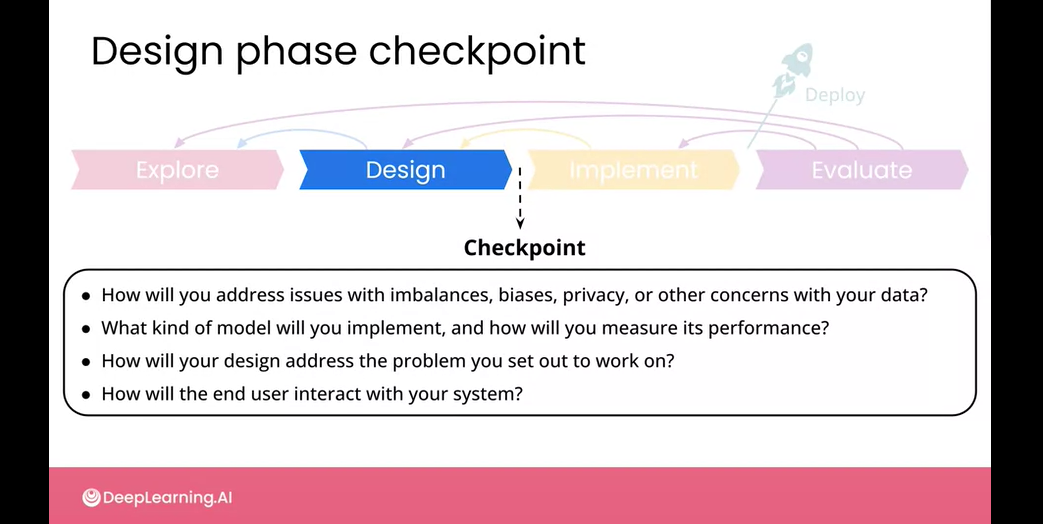 Design phase checkpoint
Deploy
Explore
Design
Implement
Evaluate
Checkpoint
● How will you address issues with imbalances, biases, privacy, or other concerns with your data?
● What kind of model will you implement, and how will you measure its performance?
● How will your design address the problem you set out to work on?
● How will the end user interact with your system?
DeepLearning.AI